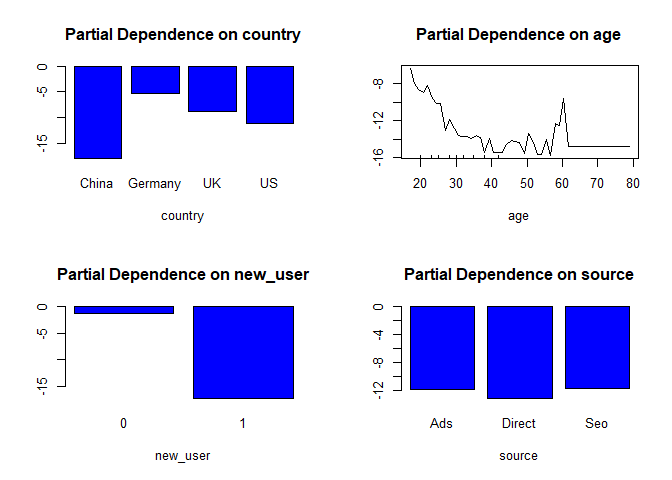 Partial Dependence on country
0
-5
-15
China Germany UK US
country
Partial Dependence on age
-8
-12
-16
20 30 40 50 60 70 80
age
Partial Dependence on new_user
0
-5
-15
0 1
new_user
Partial Dependence on source
0
-4
-8
-12
Ads Direct Seo
source